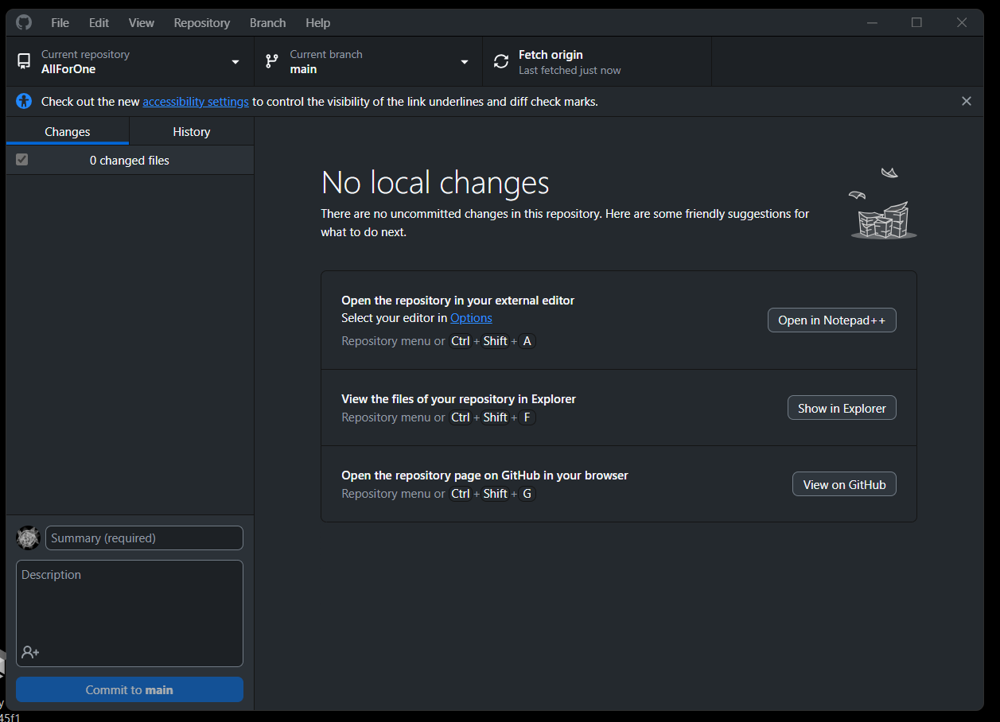 File Edit View Repository Branch Help
Current repository
AllForOne
Current branch
main
Fetch origin
Last fetched just now
Check out the new accessibility settings to control the visibility of the link underlines and diff check marks.
Changes
History
0 changed files
No local changes
There are no uncommitted changes in this repository. Here are some friendly suggestions for
what to do next.
Open the repository in your external editor
Select your editor in Options
Repository menu or Ctrl + Shift + A
Open in Notepad++
View the files of your repository in Explorer
Repository menu or Ctrl + Shift + F
Show in Explorer
Open the repository page on GitHub in your browser
Repository menu or Ctrl + Shift + G
View on GitHub
Summary (required)
Description
Commit to main
y
45f1